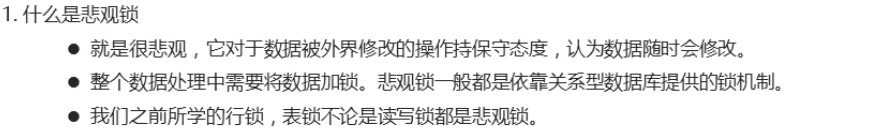 1. 什么是悲观锁
● 就是很悲观，它对于数据被外界修改的操作持保守态度，认为数据随时会修改。
● 整个数据处理中需要将数据加锁。悲观锁一般都是依靠关系型数据库提供的锁机制。
● 我们之前所学的行锁，表锁不论是读写锁都是悲观锁。